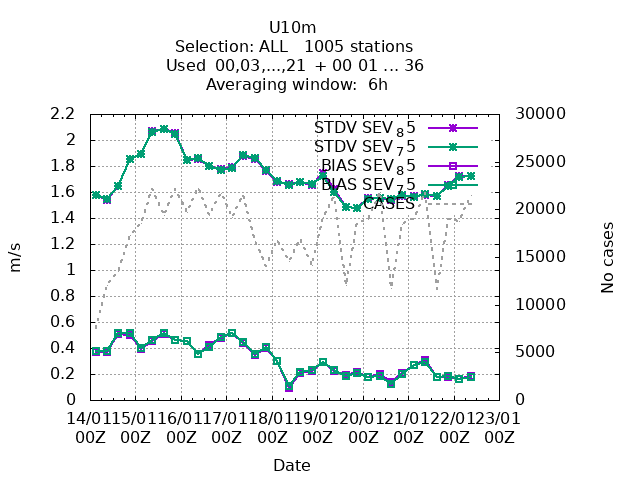 U10m
Selection: ALL   1005 stations
Used  00,03,...,21  + 00 01 ... 36
Averaging window:  6h
STDV SEV_8 5
STDV SEV_7 5
BIAS SEV_8 5
BIAS SEV_7 5
CASES
2.2
2
1.8
1.6
1.4
1.2
1
0.8
0.6
0.4
0.2
0
m/s
30000
25000
20000
15000
10000
5000
0
No cases
14/01 15/01 16/01 17/01 18/01 19/01 20/01 21/01 22/01 23/01
00Z 00Z 00Z 00Z 00Z 00Z 00Z 00Z 00Z 00Z
Date